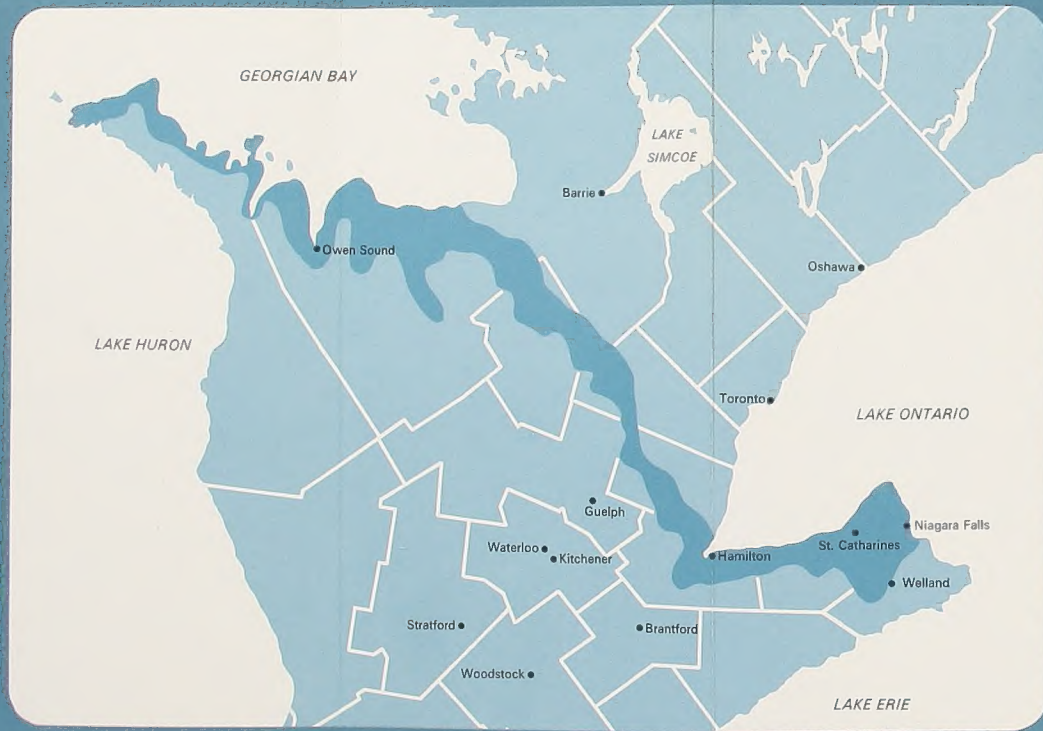 GEORGIAN BAY
LAKE
SIMCOE
Barrie
Owen Sound
Oshawa
LAKE HURON
Toronto
LAKE ONTARIO
Guelph
Niagara Falls
St. Catharines
Waterloo
Kitchener
Hamilton
Welland
Stratford
Brantford
Woodstock
LAKE ERIE